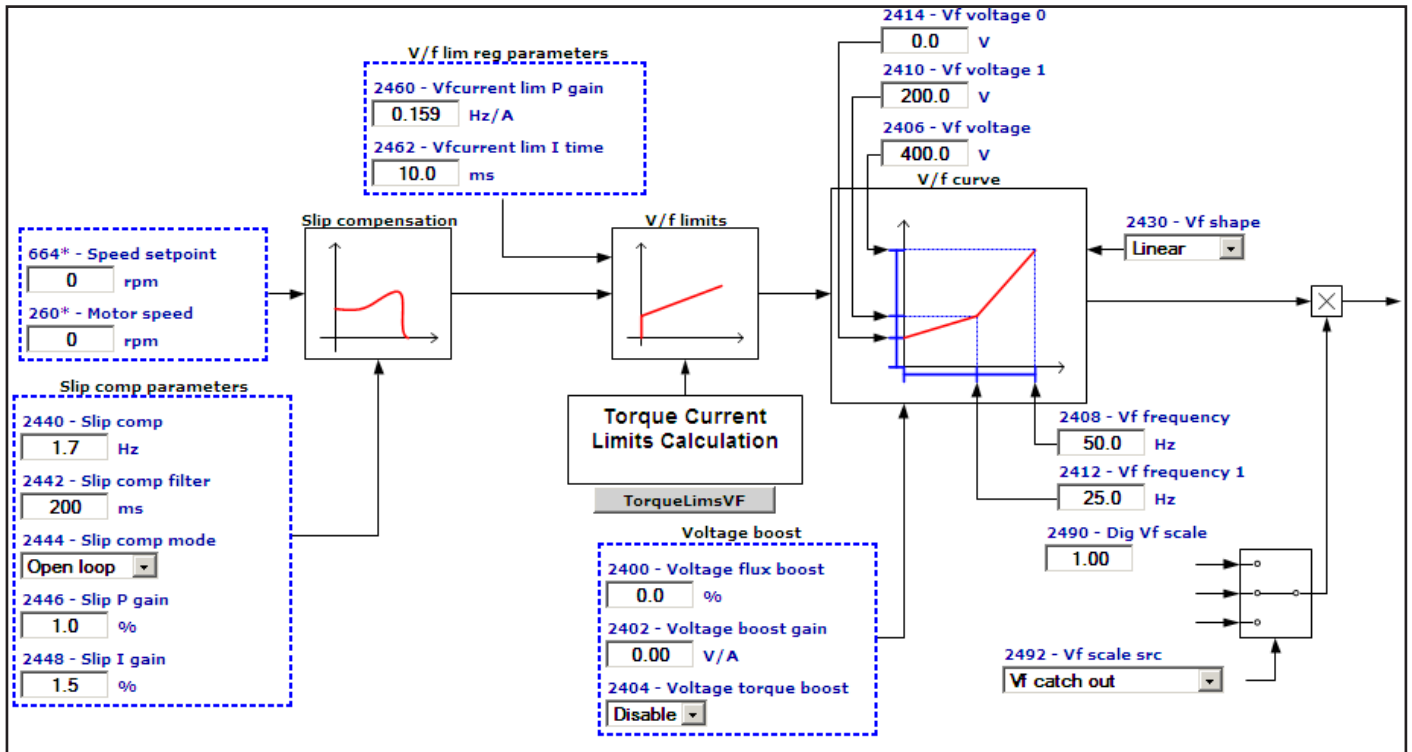 2414 - Vf voltage 0
0.0 V
V/f lim reg parameters
2460 - Vfcurrent lim P gain
0.159 Hz/A
2462 - Vfcurrent lim I time
10.0 ms
2410 - Vf voltage 1
200.0 V
2406 - Vf voltage
400.0 V
V/f curve
Slip compensation
V/f limits
2430 - Vf shape
Linear
664* - Speed setpoint
0 rpm
260* - Motor speed
0 rpm
Slip comp parameters
2440 - Slip comp
1.7 Hz
2442 - Slip comp filter
200 ms
2444 - Slip comp mode
Open loop
2446 - Slip P gain
1.0 %
2448 - Slip I gain
1.5 %
Torque Current
Limits Calculation
TorqueLimsVF
Voltage boost
2400 - Voltage flux boost
0.0 %
2402 - Voltage boost gain
0.00 V/A
2404 - Voltage torque boost
Disable
2408 - Vf frequency
50.0 Hz
2412 - Vf frequency 1
25.0 Hz
2490 - Dig Vf scale
1.00
2492 - Vf scale src
Vf catch out